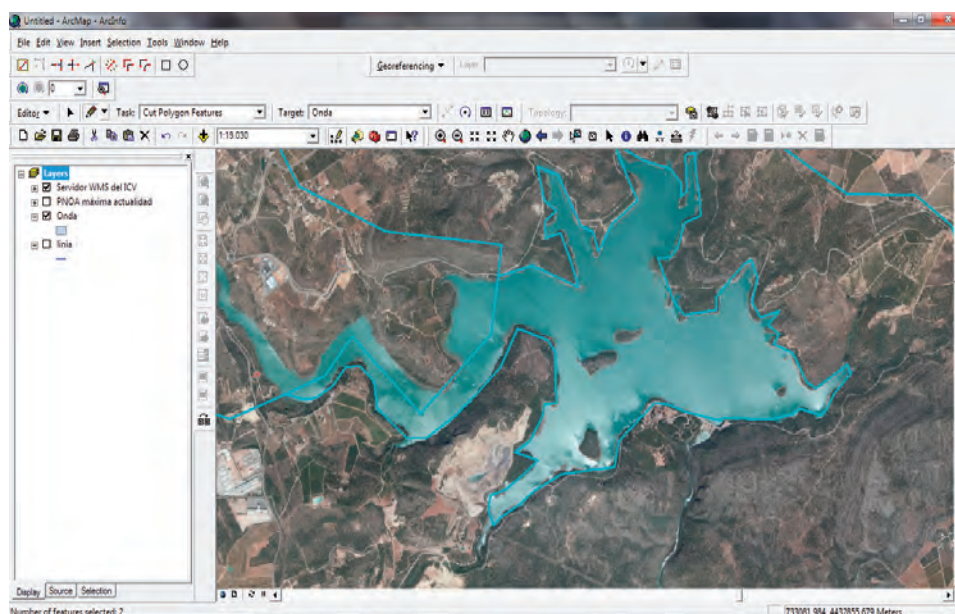 Untitled - ArcMap - ArcInfo
File Edit View Insert Selection Tools Window Help
Georeferencing Layer
0
Editor Task: Cut Polygon Features Target: Onda Topology:
1:19.030
Layers
Servidor WMS del ICV
PNOA máxima actualidad
Onda
línia
Display Source Selection
Number of features selected: 2
733081,984 4432855,679 Meters